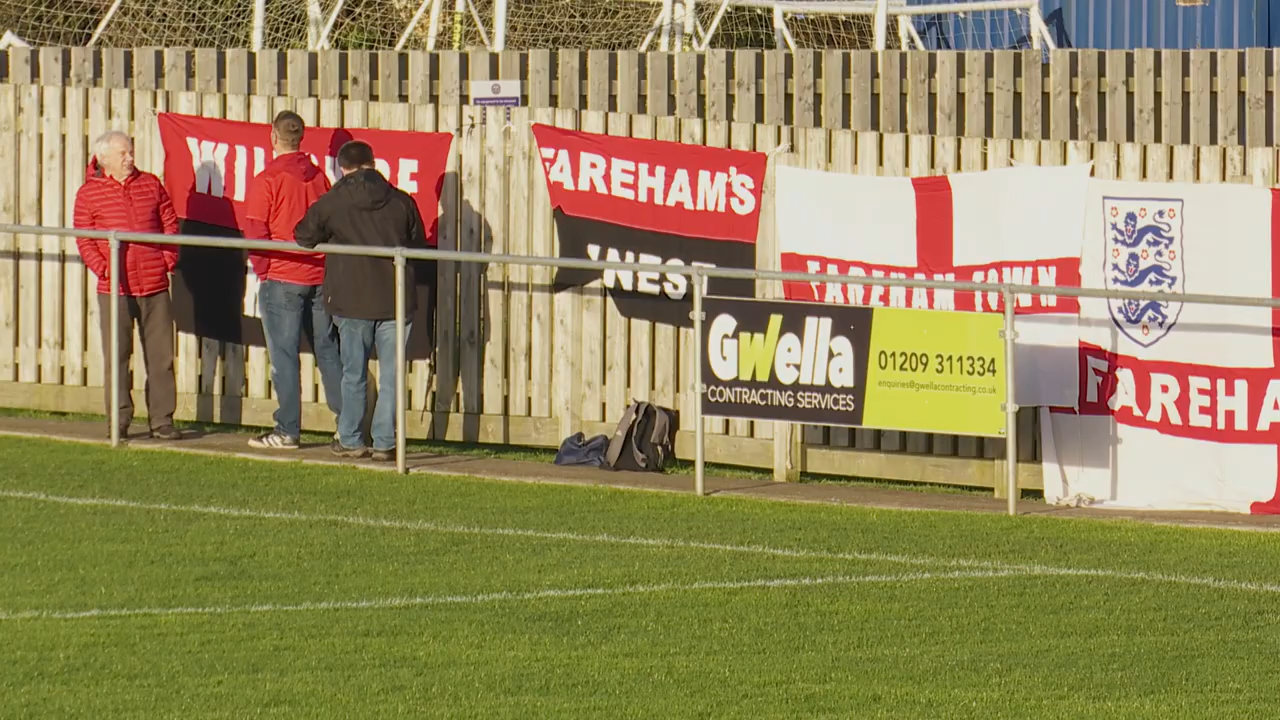 FAREHAM'S
FAREHAM TOWN
FAREHA
Gwella
CONTRACTING SERVICES
01209 311334
enquiries@gwellacontracting.co.uk